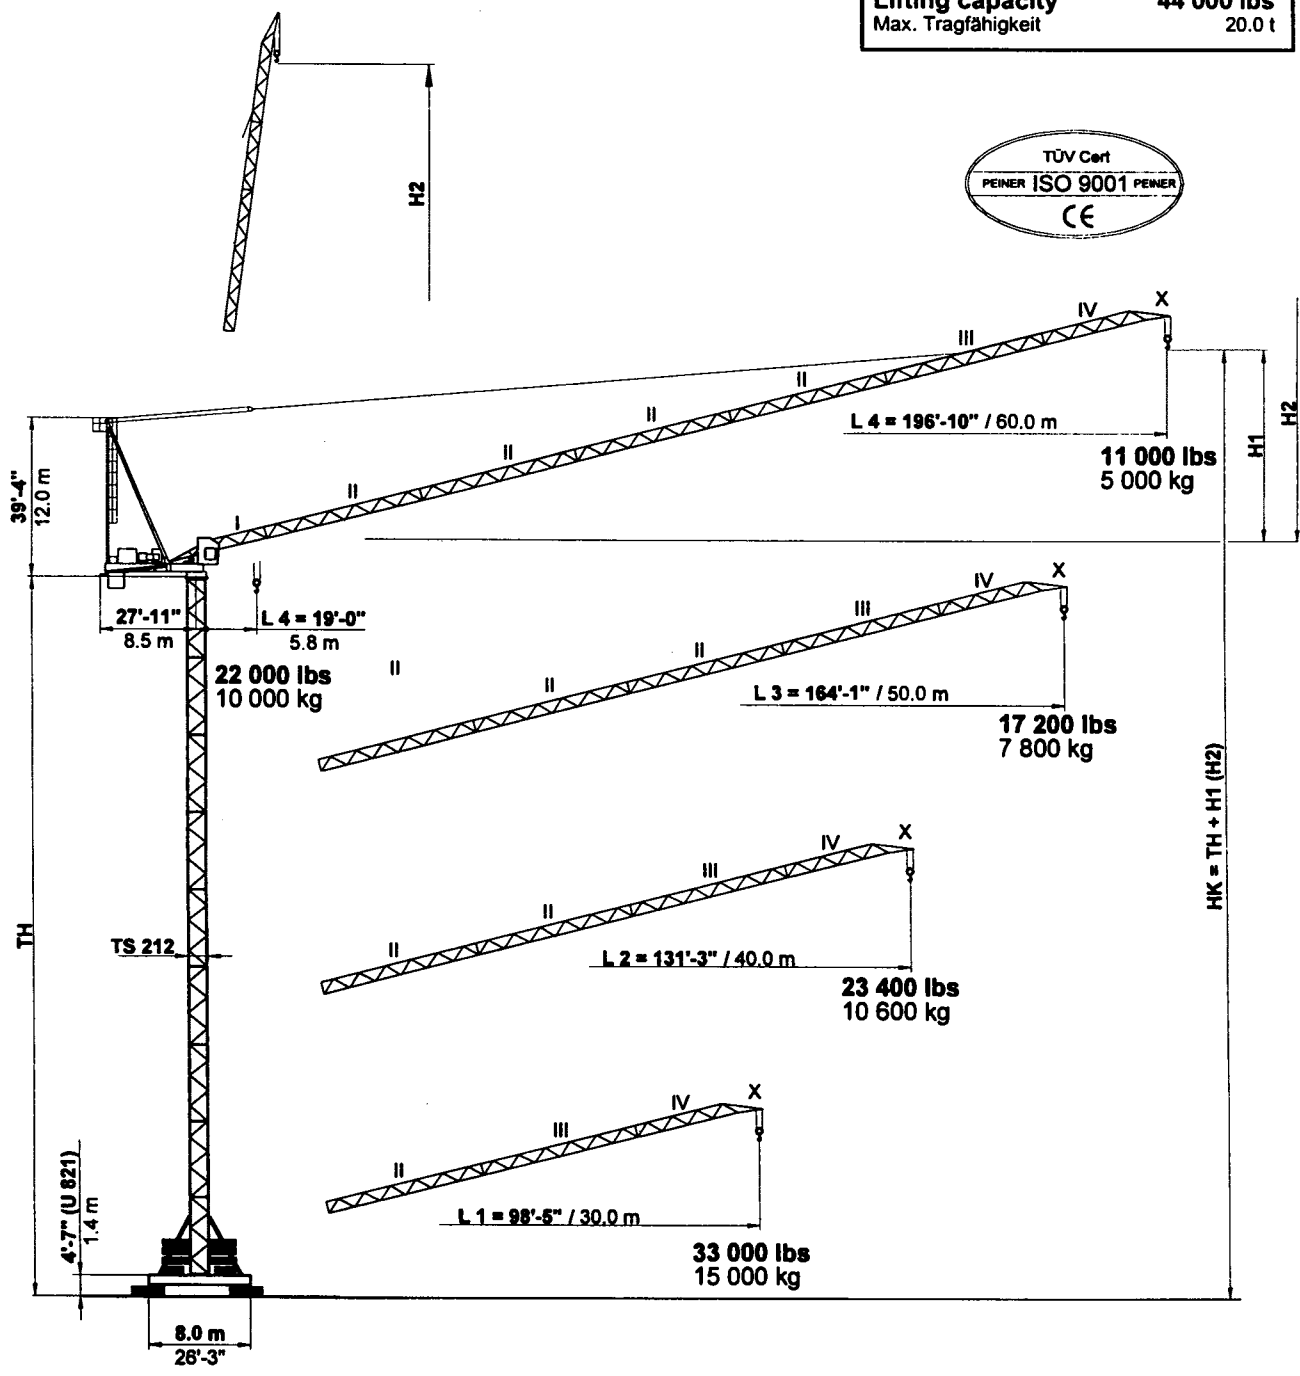 Lifting capacity 44 000 lbs
Max. Tragfähigkeit 20.0 t
H2
TÜV Cert
PEINER ISO 9001 PEINER
CE
X
IV
III
II
II
II
II
I
L 4 = 196'-10" / 60.0 m
11 000 lbs
5 000 kg
H1
H2
39'-4"
12.0 m
27'-11"
8.5 m
L 4 = 19'-0"
5.8 m
22 000 lbs
10 000 kg
X
IV
III
II
II
II
L 3 = 164'-1" / 50.0 m
17 200 lbs
7 800 kg
HK = TH + H1 (H2)
X
IV
III
II
II
L 2 = 131'-3" / 40.0 m
23 400 lbs
10 600 kg
TH
TS 212
X
IV
III
II
L 1 = 98'-5" / 30.0 m
33 000 lbs
15 000 kg
4'-7" (U 821)
1.4 m
8.0 m
26'-3"